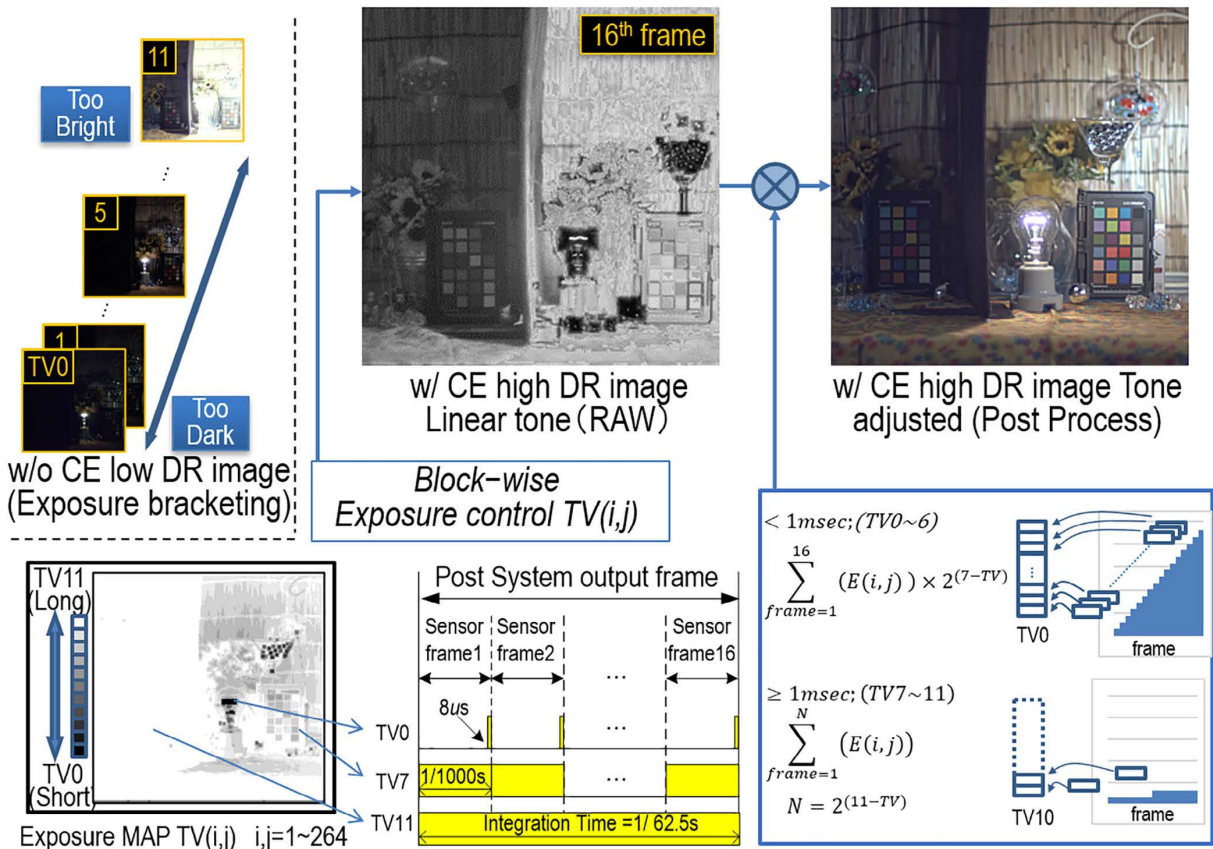 11
Too
Bright
5
1
TV0
Too
Dark
w/o CE low DR image
(Exposure bracketing)
16th frame
w/ CE high DR image
Linear tone (RAW)
w/ CE high DR image Tone
adjusted (Post Process)
Block-wise
Exposure control TV(i,j)
TV11
(Long)
TV0
(Short)
Exposure MAP TV(i,j) i,j=1~264
Post System output frame
Sensor
frame1
Sensor
frame2
...
Sensor
frame16
8us
TV0
...
TV7
1/1000s
...
TV11
Integration Time =1/ 62.5s
< 1msec; (TV0~6)
16
∑ (E(i,j)) × 2^(7-TV)
frame=1
TV0
frame
≥ 1msec; (TV7~11)
N
∑ (E(i,j))
frame=1
N = 2^(11-TV)
TV10
frame